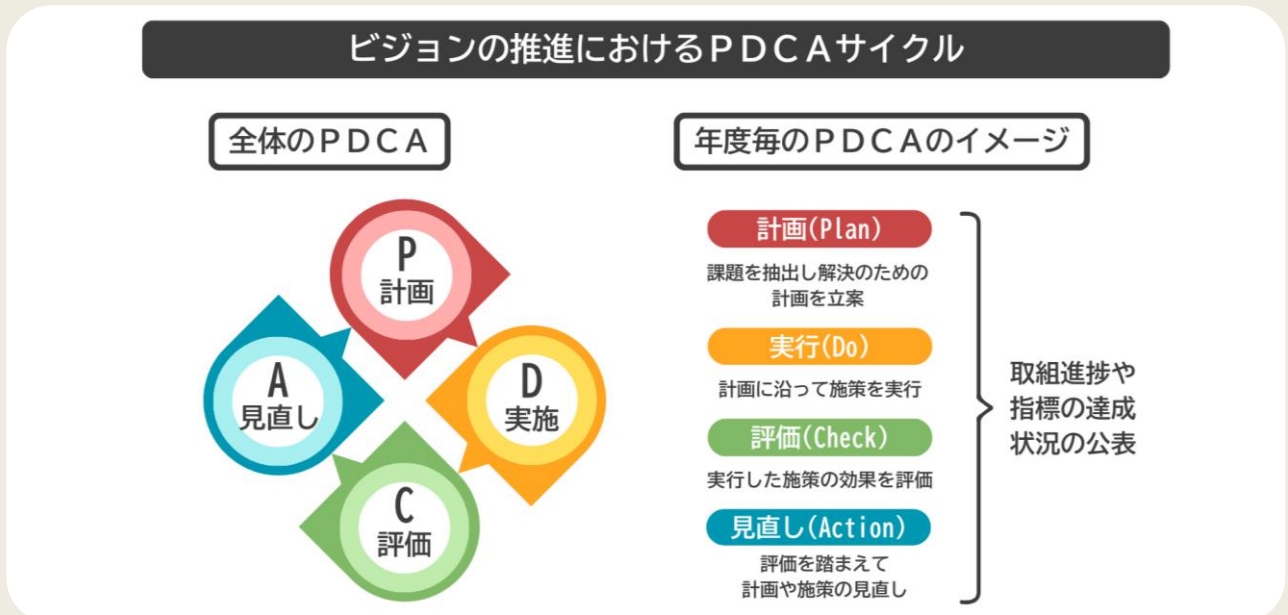 ビジョンの推進におけるＰＤＣＡサイクル
全体のＰＤＣＡ
P
計画
D
実施
C
評価
A
見直し
年度毎のＰＤＣＡのイメージ
計画(Plan)
課題を抽出し解決のための
計画を立案
実行(Do)
計画に沿って施策を実行
評価(Check)
実行した施策の効果を評価
見直し(Action)
評価を踏まえて
計画や施策の見直し
取組進捗や
指標の達成
状況の公表